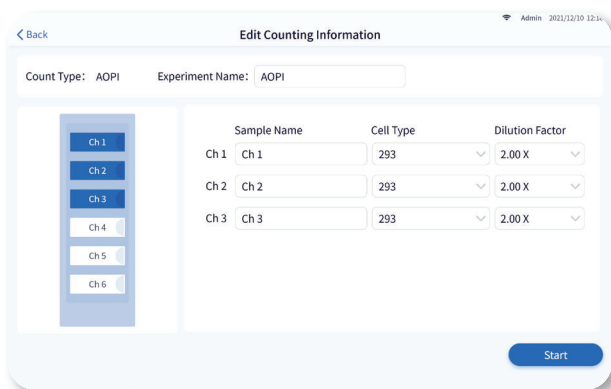 Admin 2021/12/10
Back
Edit Counting Information
Count Type: AOPI
Experiment Name: AOPI
Ch 1
Ch 2
Ch 3
Ch 4
Ch 5
Ch 6
Sample Name Cell Type Dilution Factor
Ch 1 Ch 1 293 2.00 X
Ch 2 Ch 2 293 2.00 X
Ch 3 Ch 3 293 2.00 X
Start